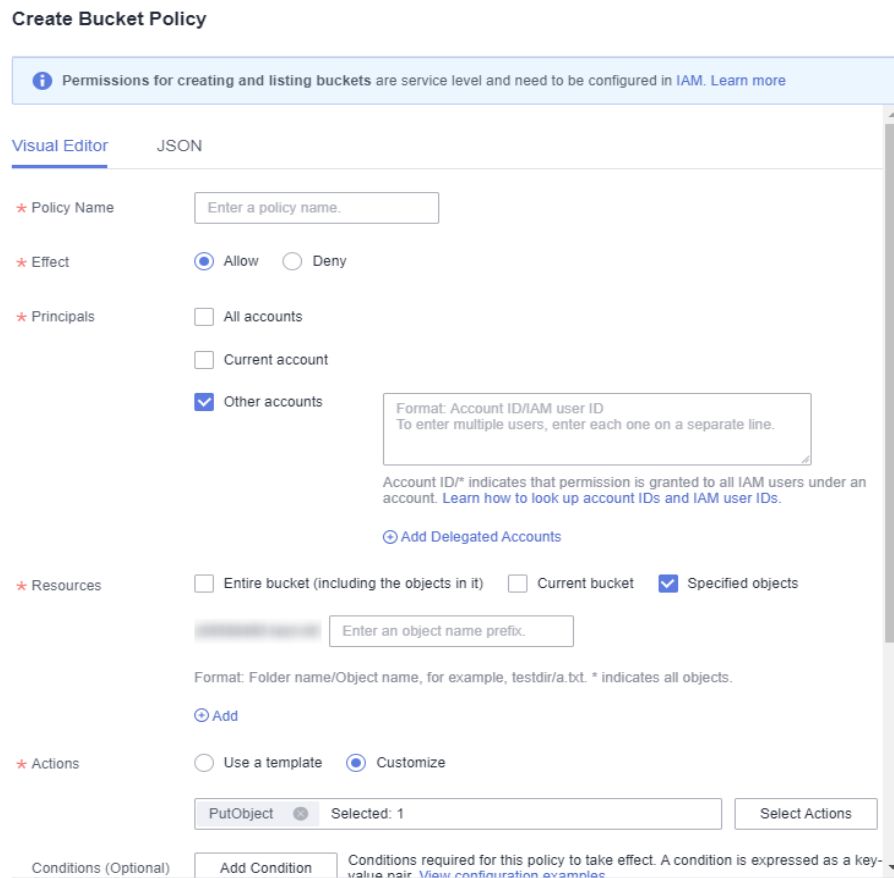 Create Bucket Policy
Permissions for creating and listing buckets are service level and need to be configured in IAM. Learn more
Visual Editor JSON
* Policy Name Enter a policy name.
* Effect Allow Deny
* Principals All accounts
Current account
Other accounts
Format: Account ID/IAM user ID
To enter multiple users, enter each one on a separate line.
Account ID/* indicates that permission is granted to all IAM users under an
account. Learn how to look up account IDs and IAM user IDs.
Add Delegated Accounts
* Resources Entire bucket (including the objects in it) Current bucket Specified objects
Enter an object name prefix.
Format: Folder name/Object name, for example, testdir/a.txt. * indicates all objects.
Add
* Actions Use a template Customize
PutObject Selected: 1 Select Actions
Conditions (Optional) Add Condition Conditions required for this policy to take effect. A condition is expressed as a key-
value pair. View configuration examples